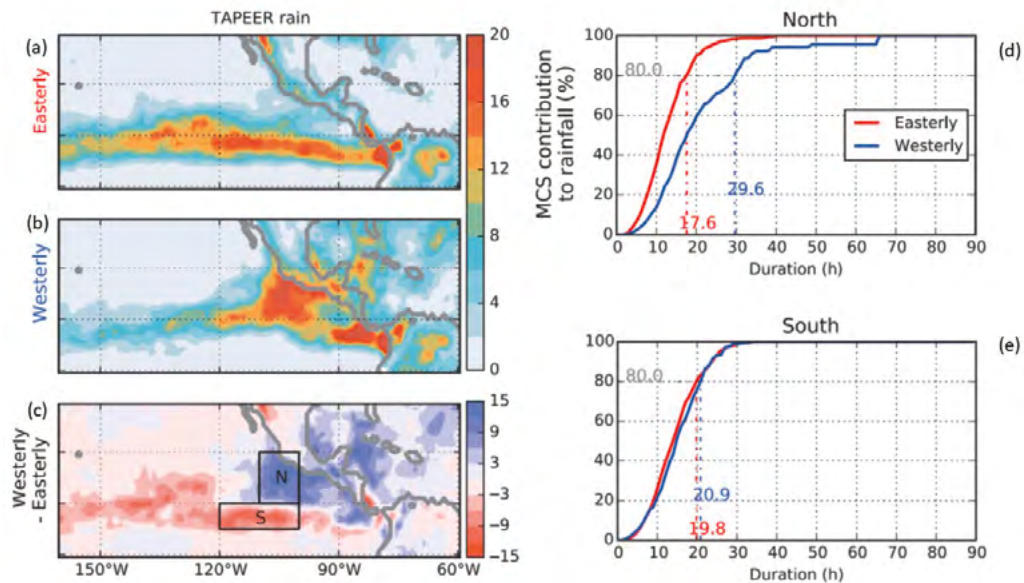 TAPEER rain
(a)
Easterly
20
16
12
8
4
0
(b)
Westerly
(c)
Westerly
- Easterly
N
S
15
9
3
−3
−9
−15
150°W 120°W 90°W 60°W
North
(d)
MCS contribution
to rainfall (%)
100
80
60
40
20
0
80.0
Easterly
Westerly
29.6
17.6
0 10 20 30 40 50 60 70 80 90
Duration (h)
South
(e)
100
80
60
40
20
0
80.0
20.9
19.8
0 10 20 30 40 50 60 70 80 90
Duration (h)